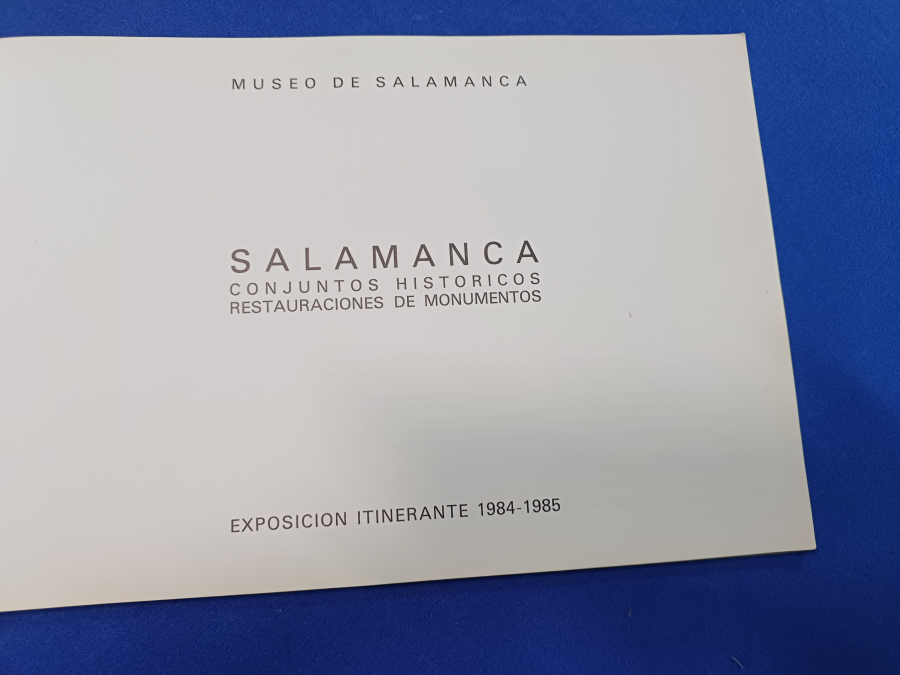 MUSEO DE SALAMANCA
SALAMANCA
CONJUNTOS HISTORICOS
RESTAURACIONES DE MONUMENTOS
EXPOSICION ITINERANTE 1984-1985